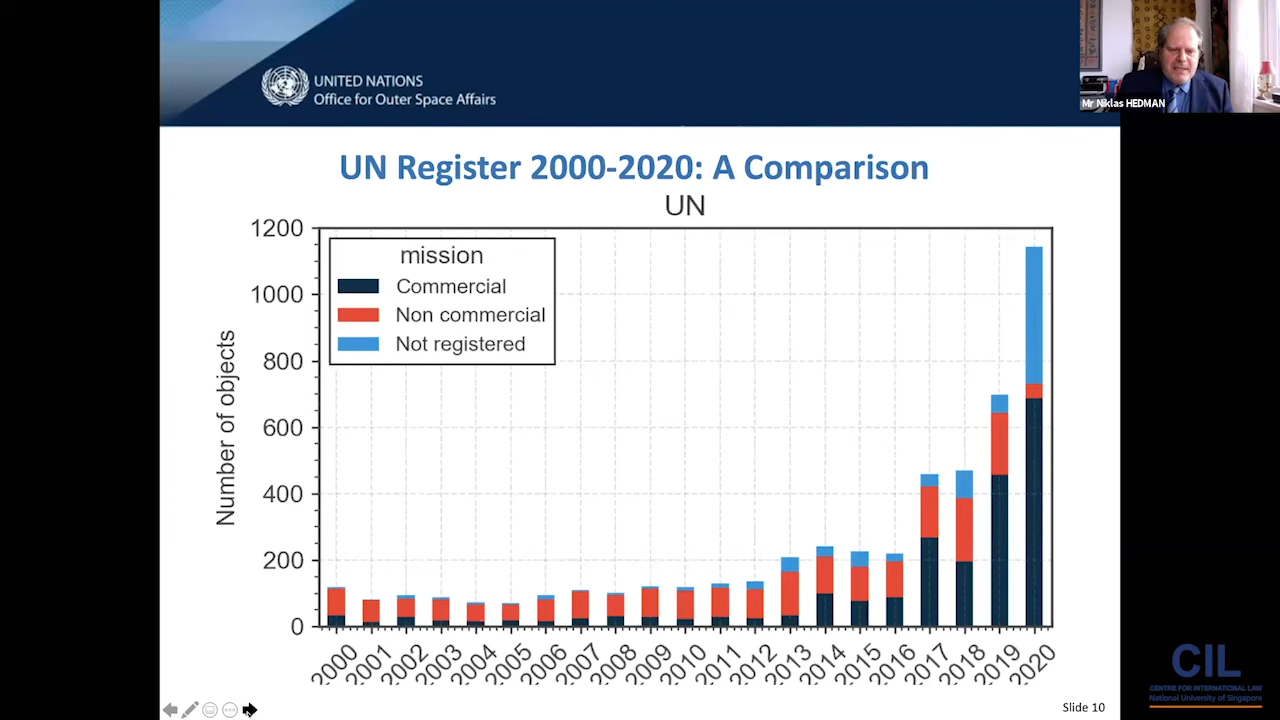 UNITED NATIONS
Office for Outer Space Affairs
Mr Niklas HEDMAN
UN Register 2000-2020: A Comparison
UN
1200
1000
800
600
400
200
0
Number of objects
mission
Commercial
Non commercial
Not registered
2000
2001
2002
2003
2004
2005
2006
2007
2008
2009
2010
2011
2012
2013
2014
2015
2016
2017
2018
2019
2020
Slide 10
CIL
CENTRE FOR INTERNATIONAL LAW
National University of Singapore